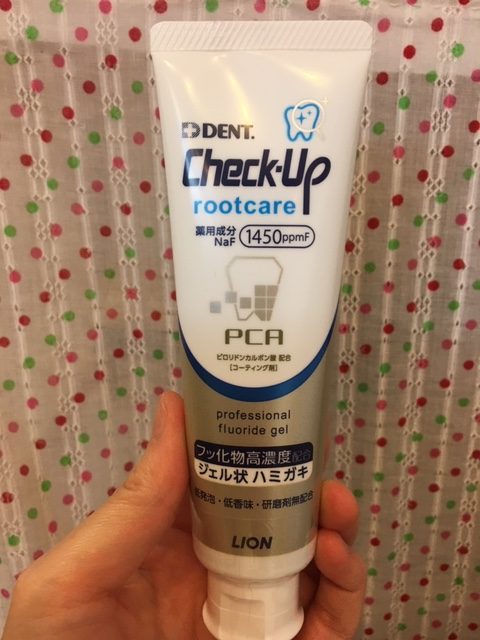 DENT.
Check-Up
rootcare
薬用成分
NaF
1450ppmF
PCA
ピロリドンカルボン酸 配合
[コーティング剤]
professional
fluoride gel
フッ化物高濃度配合
ジェル状 ハミガキ
低発泡・低香味・研磨剤無配合
LION